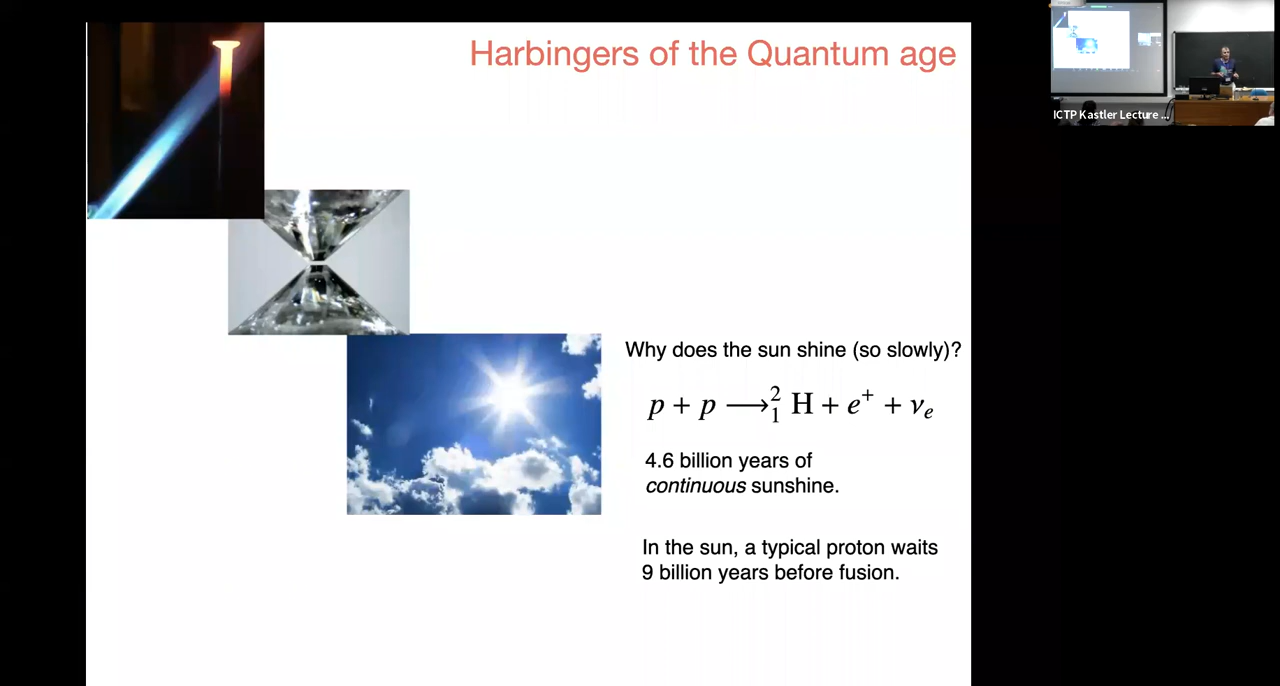 Harbingers of the Quantum age
ICTP Kastler Lecture ...
Why does the sun shine (so slowly)?
p + p ⟶ ²₁ H + e⁺ + νₑ
4.6 billion years of
continuous sunshine.
In the sun, a typical proton waits
9 billion years before fusion.